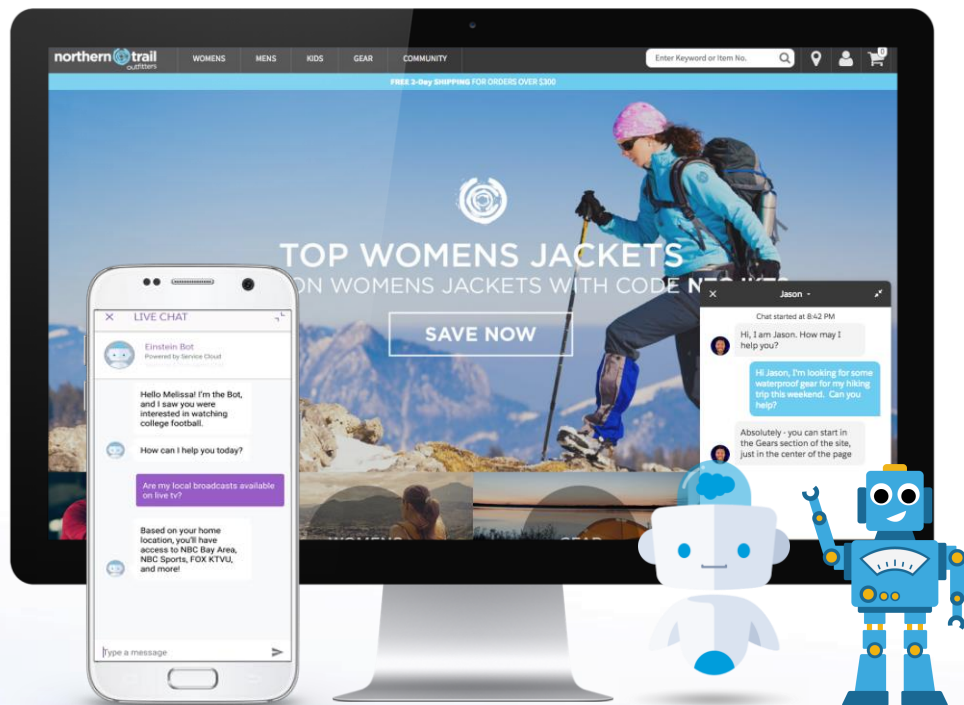 northern trail
outfitters
WOMENS
MENS
KIDS
GEAR
COMMUNITY
Enter Keyword or Item No.
0
FREE 2-Day SHIPPING FOR ORDERS OVER $300
TOP WOMENS JACKETS
ON WOMENS JACKETS WITH CODE
SAVE NOW
WOMENS
GEAR
× LIVE CHAT
Einstein Bot
Powered by Service Cloud
Hello Melissa! I'm the Bot,
and I saw you were
interested in watching
college football.
How can I help you today?
Are my local broadcasts available
on live tv?
Based on your home
location, you'll have
access to NBC Bay Area,
NBC Sports, FOX KTVU,
and more!
Type a message
× Jason
Chat started at 8:42 PM
Hi, I am Jason. How may I
help you?
Hi Jason, I'm looking for some
waterproof gear for my hiking
trip this weekend. Can you
help?
Absolutely - you can start in
the Gears section of the site,
just in the center of the page